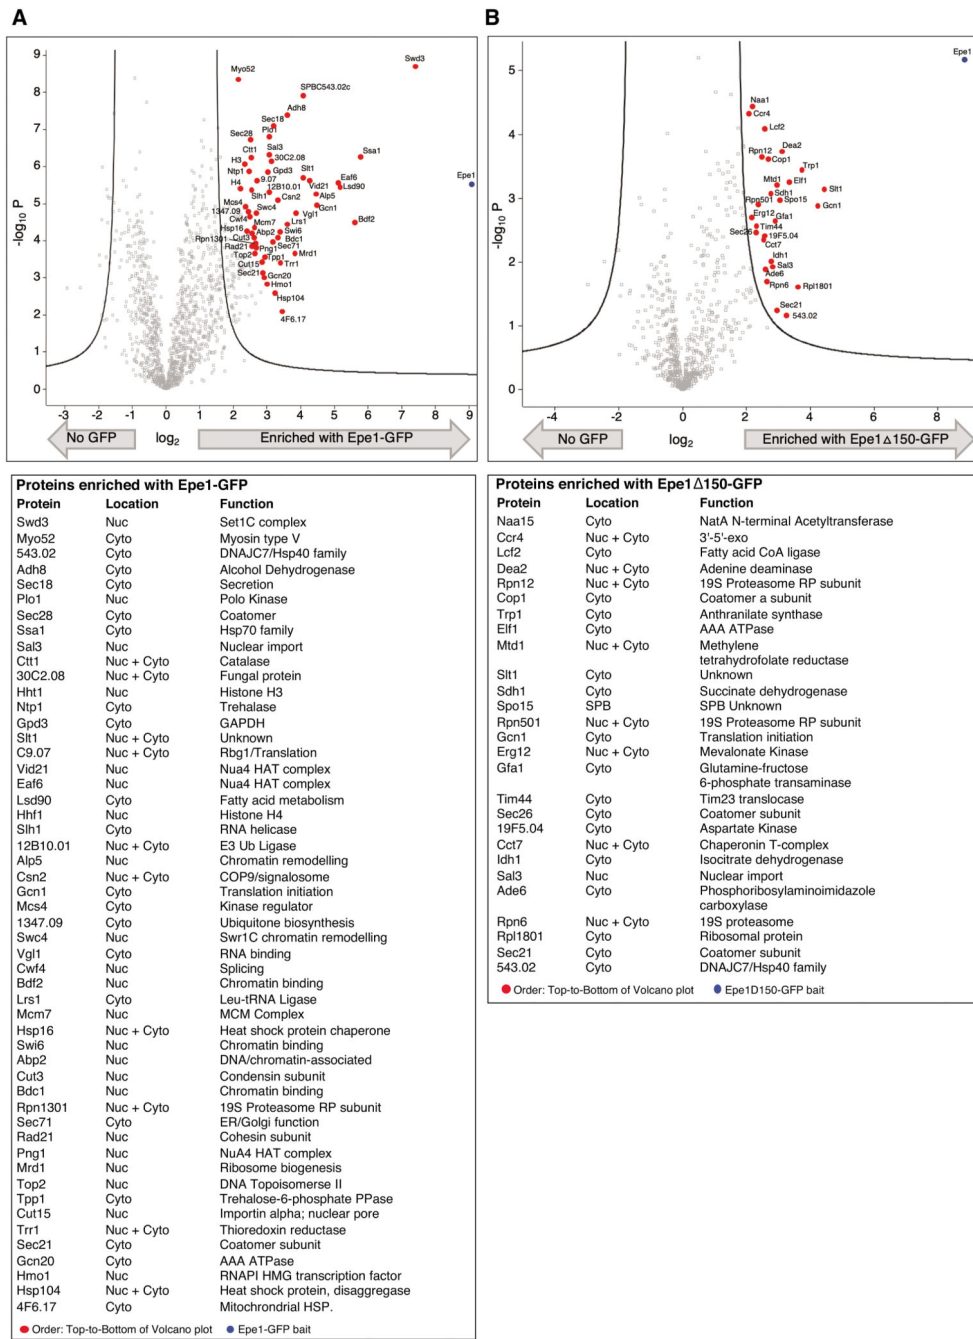 A
9
8
7
6
5
4
3
2
1
0
-log10 P
-3
-2
-1
0
1
2
3
4
5
6
7
8
9
Myo52
Swd3
SPBC543.02c
Adh8
Sec18
Plo1
Sec28
Sal3
Ctt1
Ssa1
H3
30C2.08
Ntp1
Gpd3
Slt1
Eaf6
Epe1
9.07
H4
Vid21
Lsd90
12B10.01
Slh1
Alp5
Csn2
Mcs4
Gcn1
1347.09
Swc4
Vgl1
Cwf4
Bdf2
Mcm7
Lrs1
Hsp16
Abp2
Swi6
Rpn1301
Cut3
Bdc1
Rad21
Png1
Sec71
Top2
Tpp1
Mrd1
Cut15
Trr1
Sec21
Gcn20
Hmo1
Hsp104
4F6.17
No GFP
log2
Enriched with Epe1-GFP
B
5
4
3
2
1
0
-log10 P
-4
-2
0
2
4
6
8
Epe1
Naa1
Ccr4
Lcf2
Dea2
Rpn12
Cop1
Trp1
Mtd1
Elf1
Slt1
Sdh1
Rpn501
Spo15
Gcn1
Erg12
Gfa1
Tim44
Sec26
19F5.04
Cct7
Idh1
Sal3
Ade6
Rpn6
Rpl1801
Sec21
543.02
No GFP
log2
Enriched with Epe1Δ150-GFP
Proteins enriched with Epe1-GFP
Protein Location Function
Swd3 Nuc Set1C complex
Myo52 Cyto Myosin type V
543.02 Cyto DNAJC7/Hsp40 family
Adh8 Cyto Alcohol Dehydrogenase
Sec18 Cyto Secretion
Plo1 Nuc Polo Kinase
Sec28 Cyto Coatomer
Ssa1 Cyto Hsp70 family
Sal3 Nuc Nuclear import
Ctt1 Nuc + Cyto Catalase
30C2.08 Nuc + Cyto Fungal protein
Hht1 Nuc Histone H3
Ntp1 Cyto Trehalase
Gpd3 Cyto GAPDH
Slt1 Nuc + Cyto Unknown
C9.07 Nuc + Cyto Rbg1/Translation
Vid21 Nuc Nua4 HAT complex
Eaf6 Nuc Nua4 HAT complex
Lsd90 Cyto Fatty acid metabolism
Hhf1 Nuc Histone H4
Slh1 Cyto RNA helicase
12B10.01 Nuc + Cyto E3 Ub Ligase
Alp5 Nuc Chromatin remodelling
Csn2 Nuc + Cyto COP9/signalosome
Gcn1 Cyto Translation initiation
Mcs4 Cyto Kinase regulator
1347.09 Cyto Ubiquitone biosynthesis
Swc4 Nuc Swr1C chromatin remodelling
Vgl1 Cyto RNA binding
Cwf4 Nuc Splicing
Bdf2 Nuc Chromatin binding
Lrs1 Cyto Leu-tRNA Ligase
Mcm7 Nuc MCM Complex
Hsp16 Nuc + Cyto Heat shock protein chaperone
Swi6 Nuc Chromatin binding
Abp2 Nuc DNA/chromatin-associated
Cut3 Nuc Condensin subunit
Bdc1 Nuc Chromatin binding
Rpn1301 Nuc + Cyto 19S Proteasome RP subunit
Sec71 Cyto ER/Golgi function
Rad21 Nuc Cohesin subunit
Png1 Nuc NuA4 HAT complex
Mrd1 Nuc Ribosome biogenesis
Top2 Nuc DNA Topoisomerse II
Tpp1 Cyto Trehalose-6-phosphate PPase
Cut15 Nuc Importin alpha; nuclear pore
Trr1 Nuc + Cyto Thioredoxin reductase
Sec21 Cyto Coatomer subunit
Gcn20 Cyto AAA ATPase
Hmo1 Nuc RNAPI HMG transcription factor
Hsp104 Nuc + Cyto Heat shock protein, disaggregase
4F6.17 Cyto Mitochrondrial HSP.
Order: Top-to-Bottom of Volcano plot Epe1-GFP bait
Proteins enriched with Epe1Δ150-GFP
Protein Location Function
Naa15 Cyto NatA N-terminal Acetyltransferase
Ccr4 Nuc + Cyto 3'-5'-exo
Lcf2 Cyto Fatty acid CoA ligase
Dea2 Nuc + Cyto Adenine deaminase
Rpn12 Nuc + Cyto 19S Proteasome RP subunit
Cop1 Cyto Coatomer a subunit
Trp1 Cyto Anthranilate synthase
Elf1 Cyto AAA ATPase
Mtd1 Nuc + Cyto Methylene
tetrahydrofolate reductase
Slt1 Cyto Unknown
Sdh1 Cyto Succinate dehydrogenase
Spo15 SPB SPB Unknown
Rpn501 Nuc + Cyto 19S Proteasome RP subunit
Gcn1 Cyto Translation initiation
Erg12 Nuc + Cyto Mevalonate Kinase
Gfa1 Cyto Glutamine-fructose
6-phosphate transaminase
Tim44 Cyto Tim23 translocase
Sec26 Cyto Coatomer subunit
19F5.04 Cyto Aspartate Kinase
Cct7 Nuc + Cyto Chaperonin T-complex
Idh1 Cyto Isocitrate dehydrogenase
Sal3 Nuc Nuclear import
Ade6 Cyto Phosphoribosylaminoimidazole
carboxylase
Rpn6 Nuc + Cyto 19S proteasome
Rpl1801 Cyto Ribosomal protein
Sec21 Cyto Coatomer subunit
543.02 Cyto DNAJC7/Hsp40 family
Order: Top-to-Bottom of Volcano plot Epe1D150-GFP bait